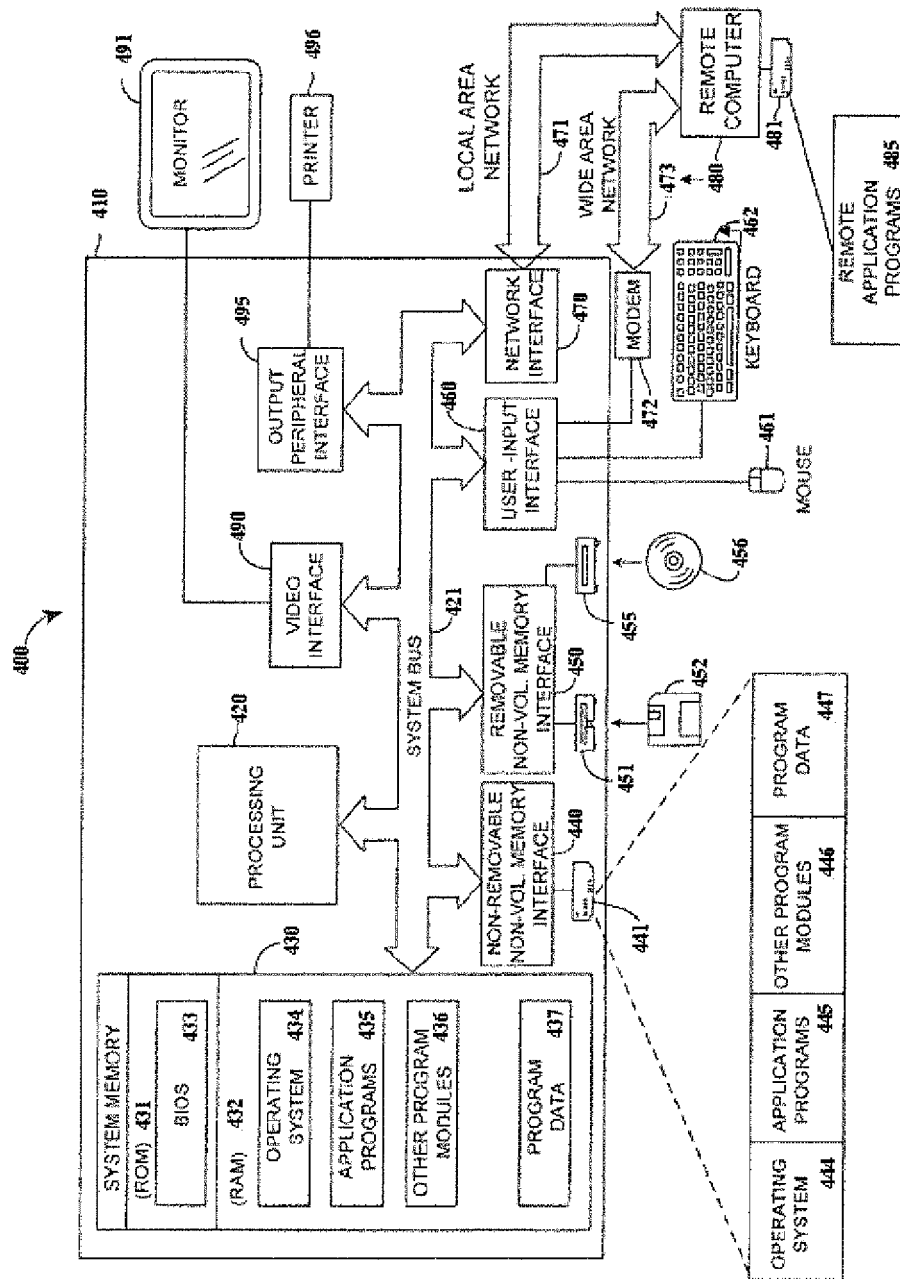 400
410
SYSTEM MEMORY
(ROM) 431
BIOS 433
(RAM) 432
OPERATING
SYSTEM 434
APPLICATION
PROGRAMS 435
OTHER PROGRAM
MODULES 436
PROGRAM
DATA 437
430
PROCESSING
UNIT
420
VIDEO
INTERFACE
490
OUTPUT
PERIPHERAL
INTERFACE
495
MONITOR
491
PRINTER
496
SYSTEM BUS
421
NON-REMOVABLE
NON-VOL. MEMORY
INTERFACE
440
REMOVABLE
NON-VOL. MEMORY
INTERFACE
450
USER-INPUT
INTERFACE
460
NETWORK
INTERFACE
470
LOCAL AREA
NETWORK
471
WIDE AREA
NETWORK
473
MODEM
472
REMOTE
COMPUTER
480
481
441
451
452
455
456
MOUSE
461
KEYBOARD
462
OPERATING
SYSTEM
444
APPLICATION
PROGRAMS
445
OTHER PROGRAM
MODULES
446
PROGRAM
DATA
447
REMOTE
APPLICATION
PROGRAMS 485